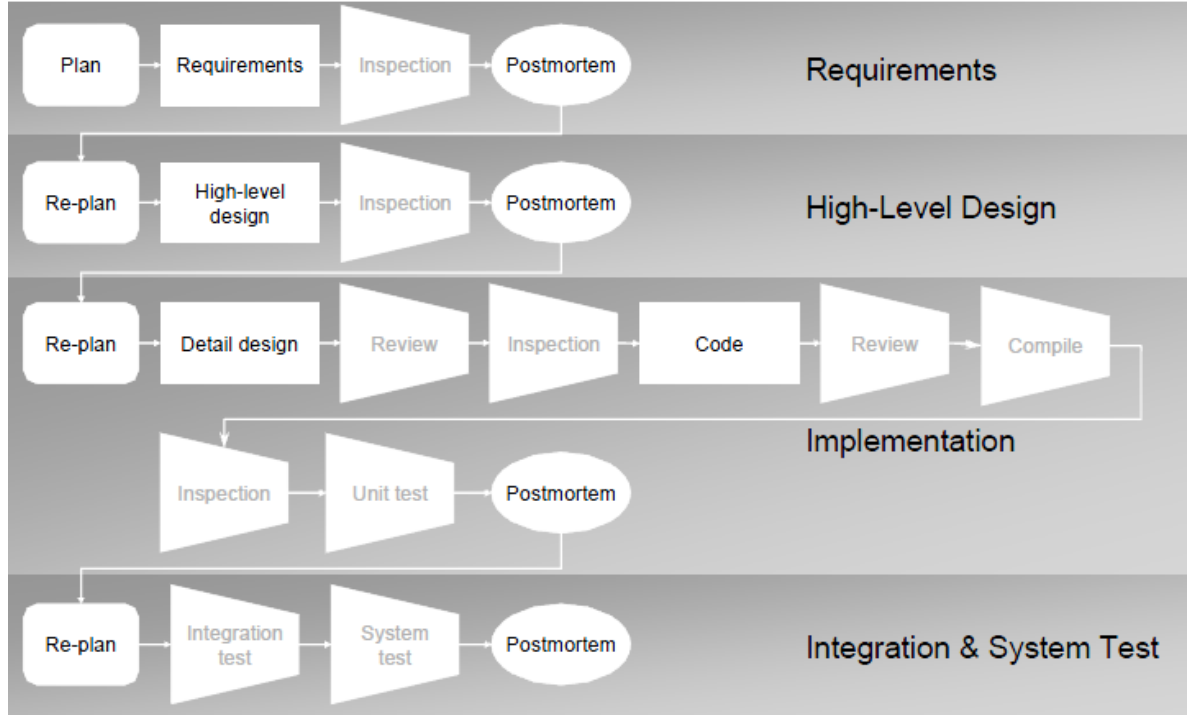 Plan
Requirements
Inspection
Postmortem
Requirements
Re-plan
High-level
design
Inspection
Postmortem
High-Level Design
Re-plan
Detail design
Review
Inspection
Code
Review
Compile
Implementation
Inspection
Unit test
Postmortem
Re-plan
Integration
test
System
test
Postmortem
Integration & System Test